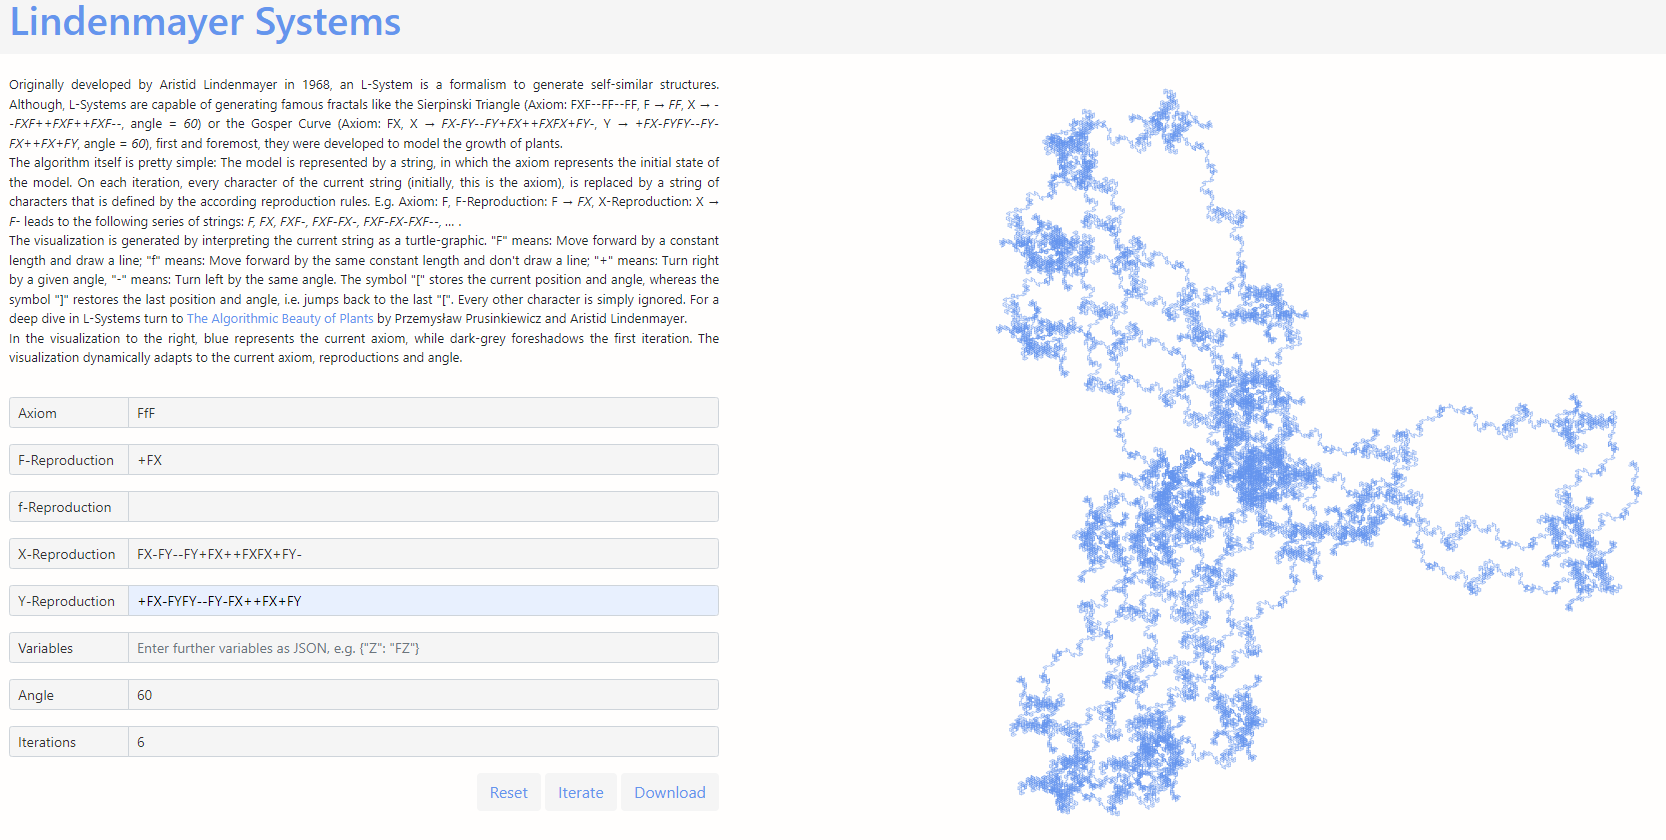 Lindenmayer Systems
Originally developed by Aristid Lindenmayer in 1968, an L-System is a formalism to generate self-similar structures.
Although, L-Systems are capable of generating famous fractals like the Sierpinski Triangle (Axiom: FXF--FF--FF, F → FF, X → -
-FXF++FXF++FXF--, angle = 60) or the Gosper Curve (Axiom: FX, X → FX-FY--FY+FX++FXFX+FY-, Y → +FX-FYFY--FY-
FX++FX+FY, angle = 60), first and foremost, they were developed to model the growth of plants.
The algorithm itself is pretty simple: The model is represented by a string, in which the axiom represents the initial state of
the model. On each iteration, every character of the current string (initially, this is the axiom), is replaced by a string of
characters that is defined by the according reproduction rules. E.g. Axiom: F, F-Reproduction: F → FX, X-Reproduction: X →
F- leads to the following series of strings: F, FX, FXF-, FXF-FX-, FXF-FX-FXF--, ... .
The visualization is generated by interpreting the current string as a turtle-graphic. "F" means: Move forward by a constant
length and draw a line; "f" means: Move forward by the same constant length and don't draw a line; "+" means: Turn right
by a given angle, "-" means: Turn left by the same angle. The symbol "[" stores the current position and angle, whereas the
symbol "]" restores the last position and angle, i.e. jumps back to the last "[". Every other character is simply ignored. For a
deep dive in L-Systems turn to The Algorithmic Beauty of Plants by Przemysław Prusinkiewicz and Aristid Lindenmayer.
In the visualization to the right, blue represents the current axiom, while dark-grey foreshadows the first iteration. The
visualization dynamically adapts to the current axiom, reproductions and angle.
Axiom FfF
F-Reproduction +FX
f-Reproduction
X-Reproduction FX-FY--FY+FX++FXFX+FY-
Y-Reproduction +FX-FYFY--FY-FX++FX+FY
Variables Enter further variables as JSON, e.g. {"Z": "FZ"}
Angle 60
Iterations 6
Reset Iterate Download